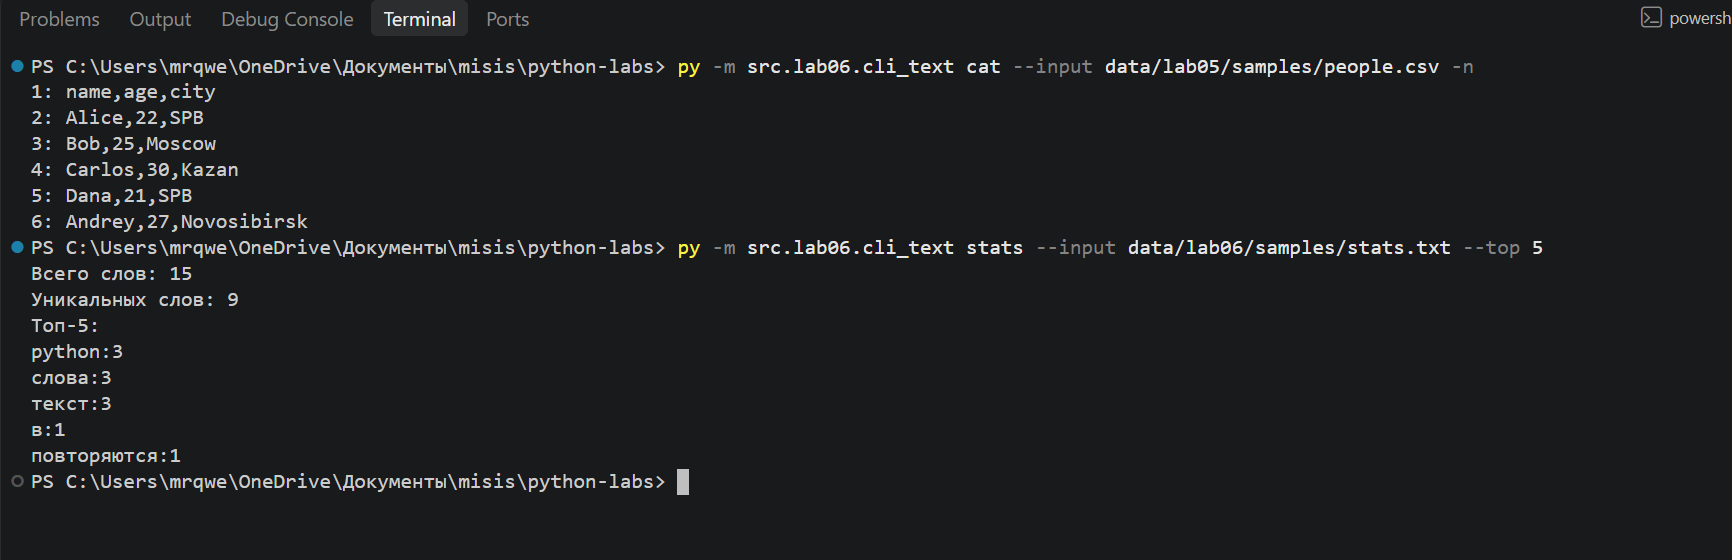 Problems Output Debug Console Terminal Ports powersh
PS C:\Users\mrqwe\OneDrive\Документы\misis\python-labs> py -m src.lab06.cli_text cat --input data/lab05/samples/people.csv -n
1: name,age,city
2: Alice,22,SPB
3: Bob,25,Moscow
4: Carlos,30,Kazan
5: Dana,21,SPB
6: Andrey,27,Novosibirsk
PS C:\Users\mrqwe\OneDrive\Документы\misis\python-labs> py -m src.lab06.cli_text stats --input data/lab06/samples/stats.txt --top 5
Всего слов: 15
Уникальных слов: 9
Топ-5:
python:3
слова:3
текст:3
в:1
повторяются:1
PS C:\Users\mrqwe\OneDrive\Документы\misis\python-labs>